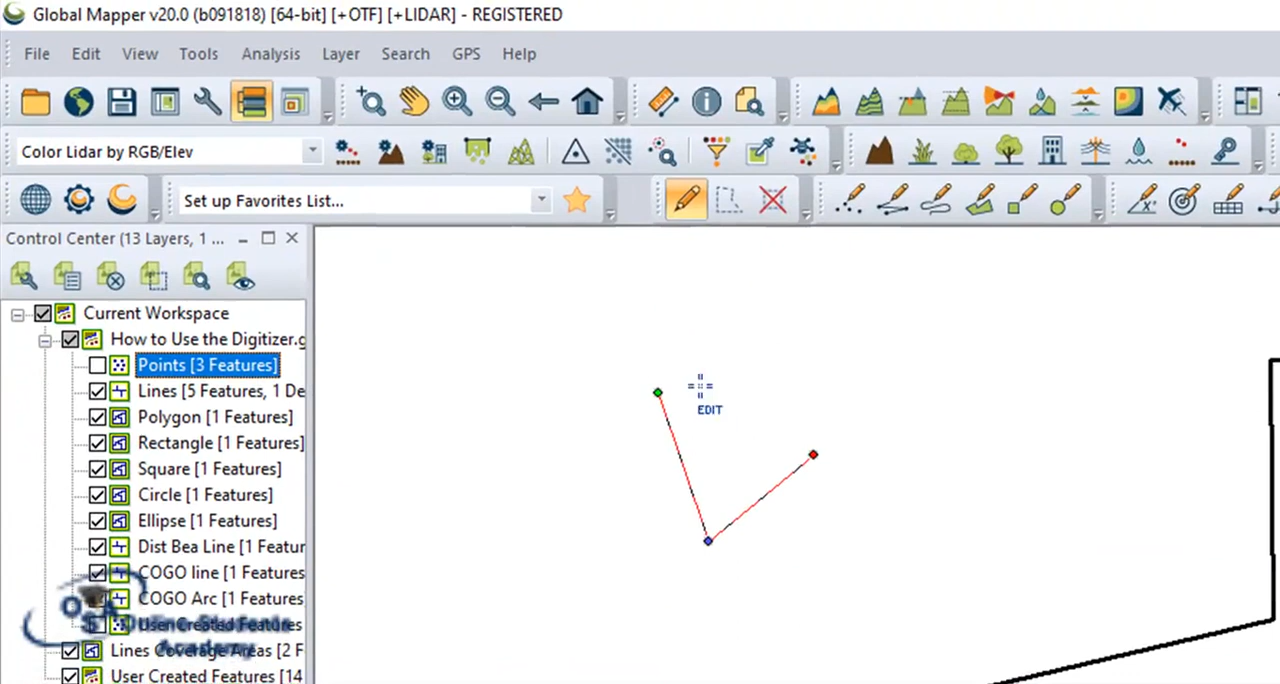 Global Mapper v20.0 (b091818) [64-bit] [+OTF] [+LIDAR] - REGISTERED
File Edit View Tools Analysis Layer Search GPS Help
Color Lidar by RGB/Elev
Set up Favorites List...
Control Center (13 Layers, 1 ...
Current Workspace
How to Use the Digitizer.g
Points [3 Features]
Lines [5 Features, 1 De
Polygon [1 Features]
Rectangle [1 Features]
Square [1 Features]
Circle [1 Features]
Ellipse [1 Features]
Dist Bea Line [1 Featur
COGO line [1 Features
COGO Arc [1 Features
User Created Features
Academy
Lines Coverage Areas [2 F
User Created Features [14
EDIT